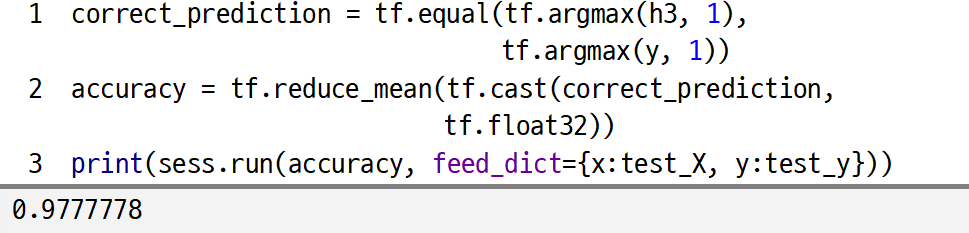 1 correct_prediction = tf.equal(tf.argmax(h3, 1),
tf.argmax(y, 1))
2 accuracy = tf.reduce_mean(tf.cast(correct_prediction,
tf.float32))
3 print(sess.run(accuracy, feed_dict={x:test_X, y:test_y}))
0.9777778